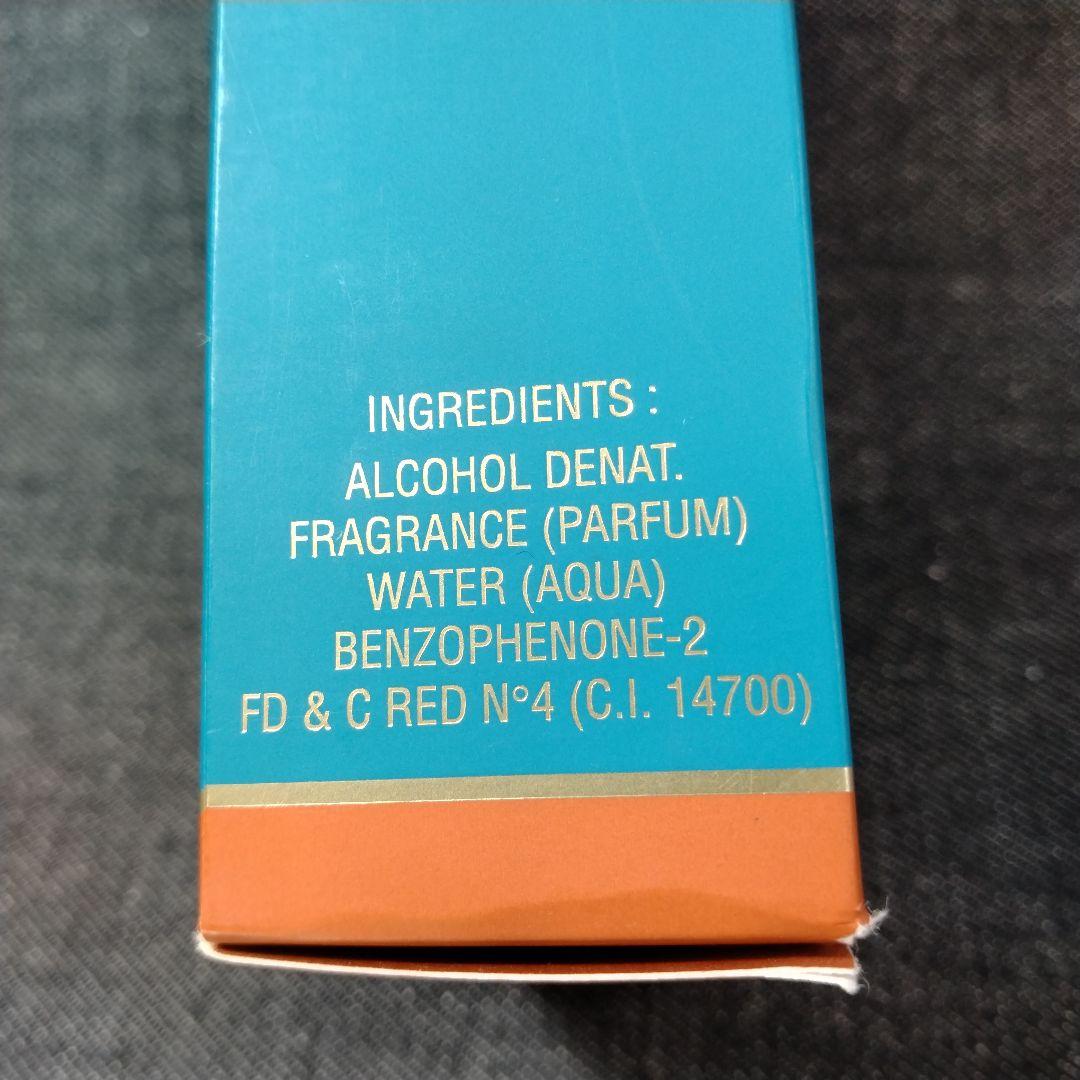 INGREDIENTS :
ALCOHOL DENAT.
FRAGRANCE (PARFUM)
WATER (AQUA)
BENZOPHENONE-2
FD & C RED N°4 (C.I. 14700)